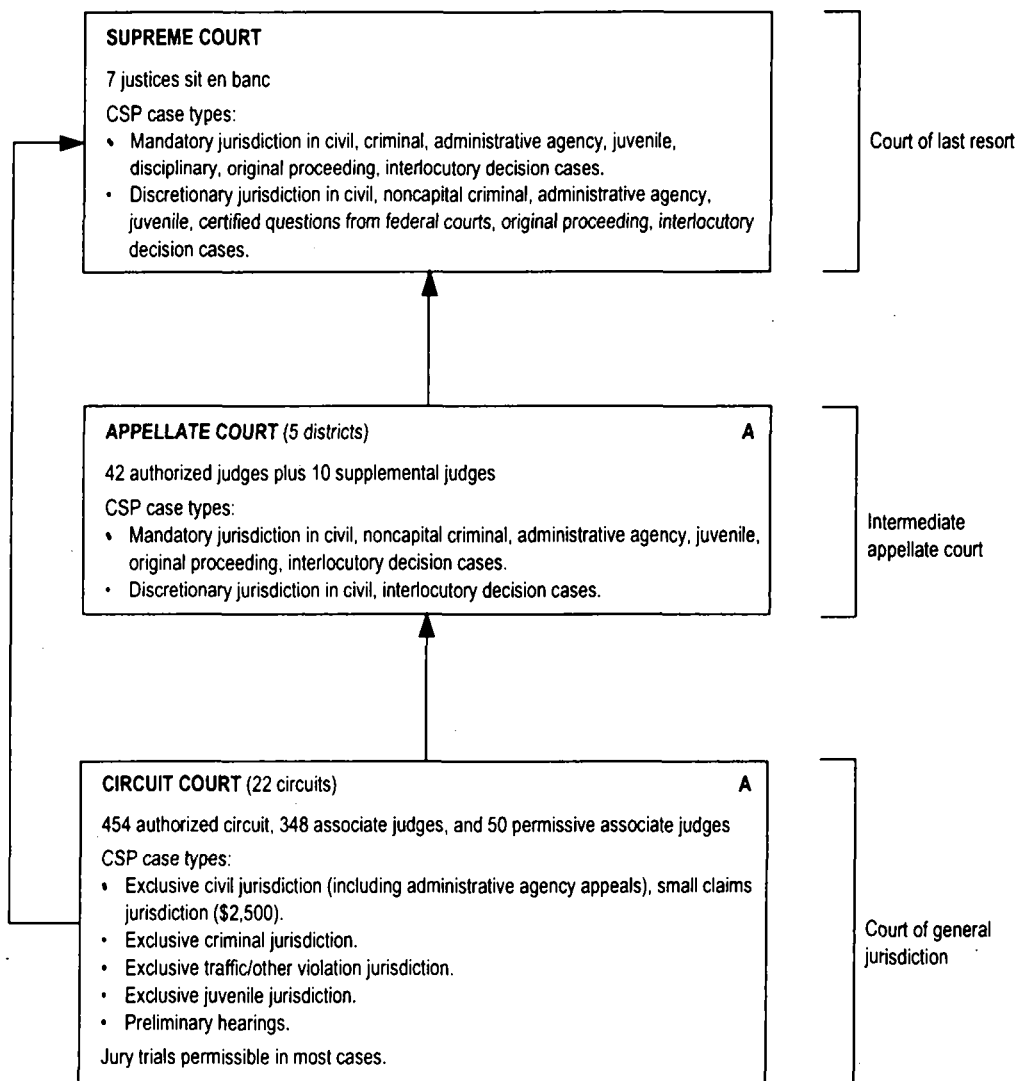 SUPREME COURT
7 justices sit en banc
CSP case types:
• Mandatory jurisdiction in civil, criminal, administrative agency, juvenile,
disciplinary, original proceeding, interlocutory decision cases.
• Discretionary jurisdiction in civil, noncapital criminal, administrative agency,
juvenile, certified questions from federal courts, original proceeding, interlocutory
decision cases.
Court of last resort
APPELLATE COURT (5 districts) A
42 authorized judges plus 10 supplemental judges
CSP case types:
• Mandatory jurisdiction in civil, noncapital criminal, administrative agency, juvenile,
original proceeding, interlocutory decision cases.
• Discretionary jurisdiction in civil, interlocutory decision cases.
Intermediate
appellate court
CIRCUIT COURT (22 circuits) A
454 authorized circuit, 348 associate judges, and 50 permissive associate judges
CSP case types:
• Exclusive civil jurisdiction (including administrative agency appeals), small claims
jurisdiction ($2,500).
• Exclusive criminal jurisdiction.
• Exclusive traffic/other violation jurisdiction.
• Exclusive juvenile jurisdiction.
• Preliminary hearings.
Jury trials permissible in most cases.
Court of general
jurisdiction